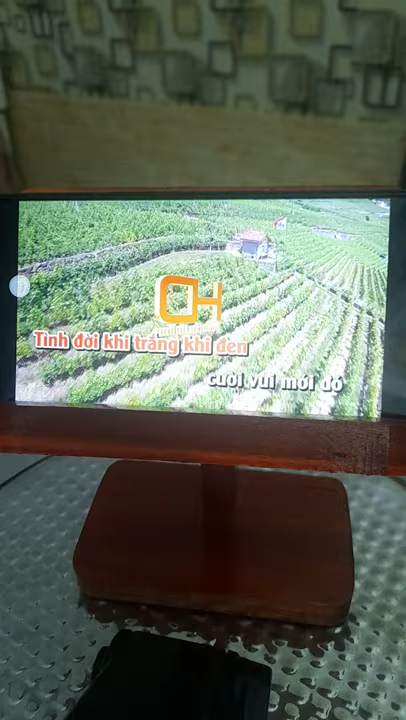 CH
Tình đời khi trắng khi đen
cười vui mới đó